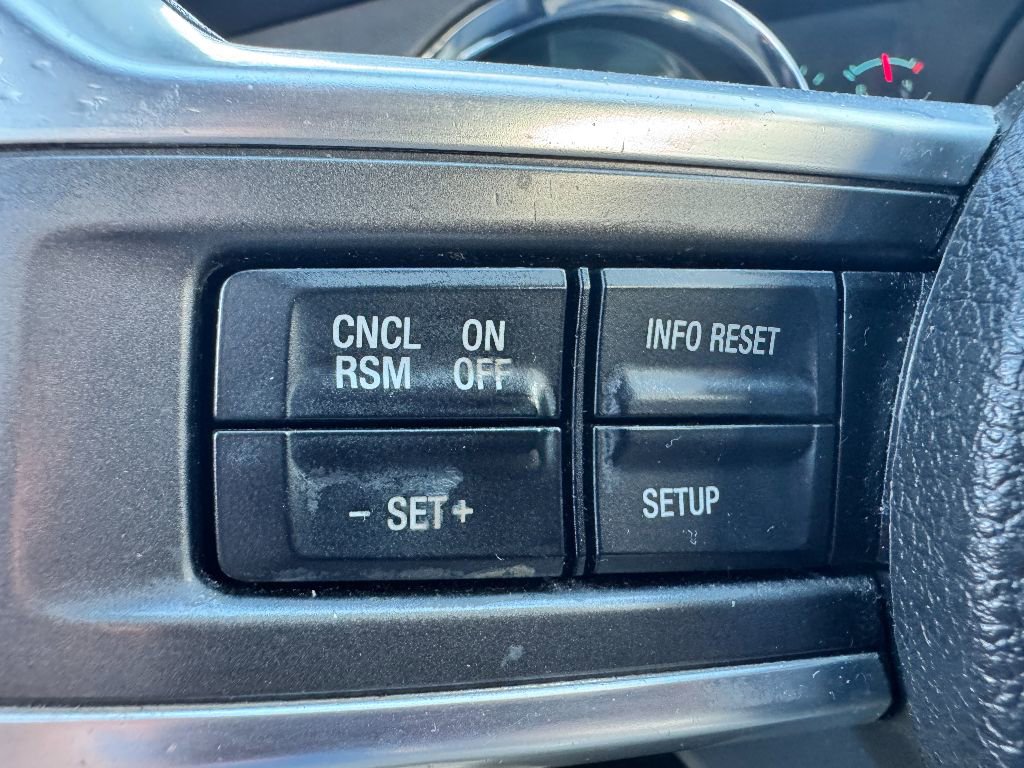 CNCL ON
RSM OFF
INFO RESET
- SET +
SETUP